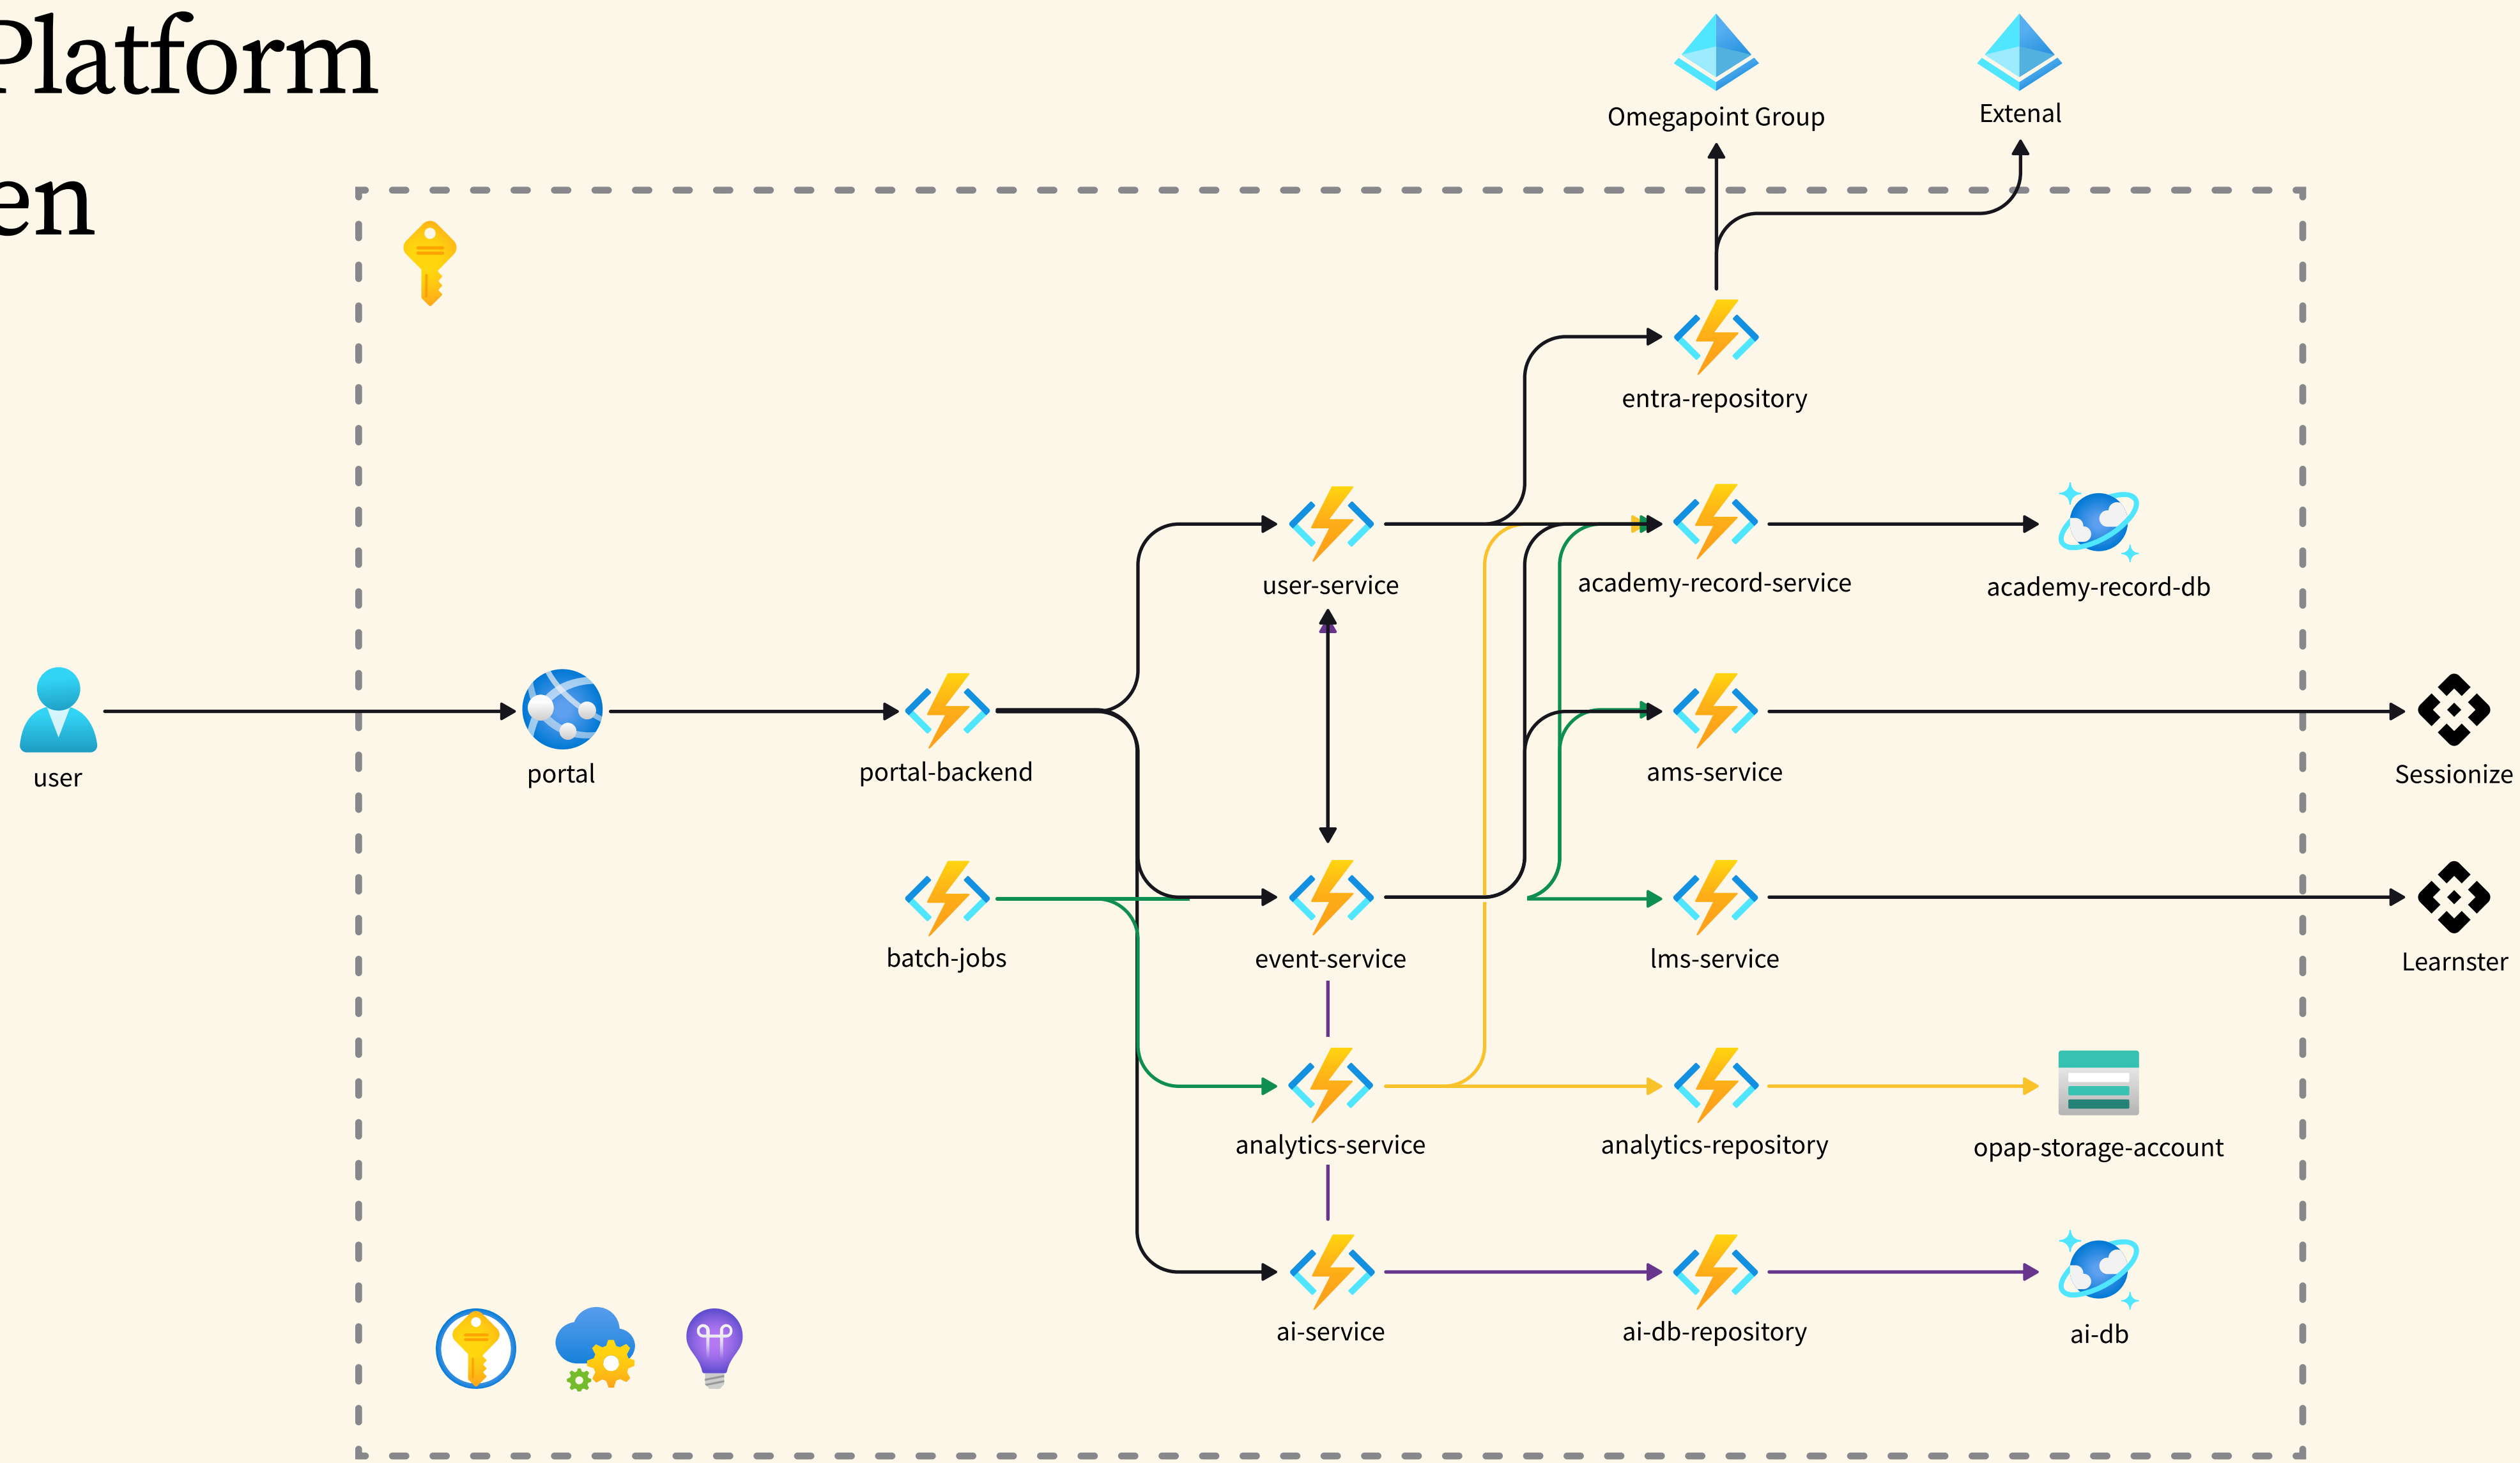 Platform
en
Omegapoint Group
Extenal
entra-repository
user-service
academy-record-service
academy-record-db
user
portal
portal-backend
ams-service
Sessionize
batch-jobs
event-service
lms-service
Learnster
analytics-service
analytics-repository
opap-storage-account
ai-service
ai-db-repository
ai-db